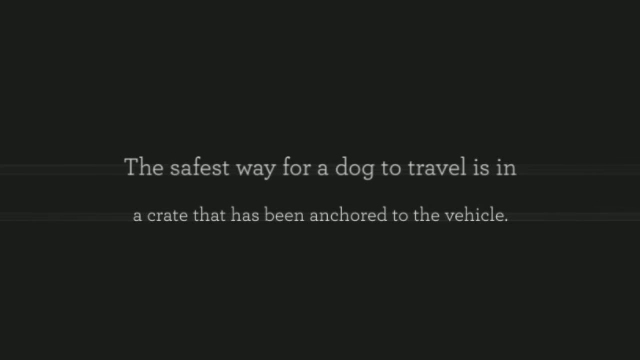 The safest way for a dog to travel is in
a crate that has been anchored to the vehicle.